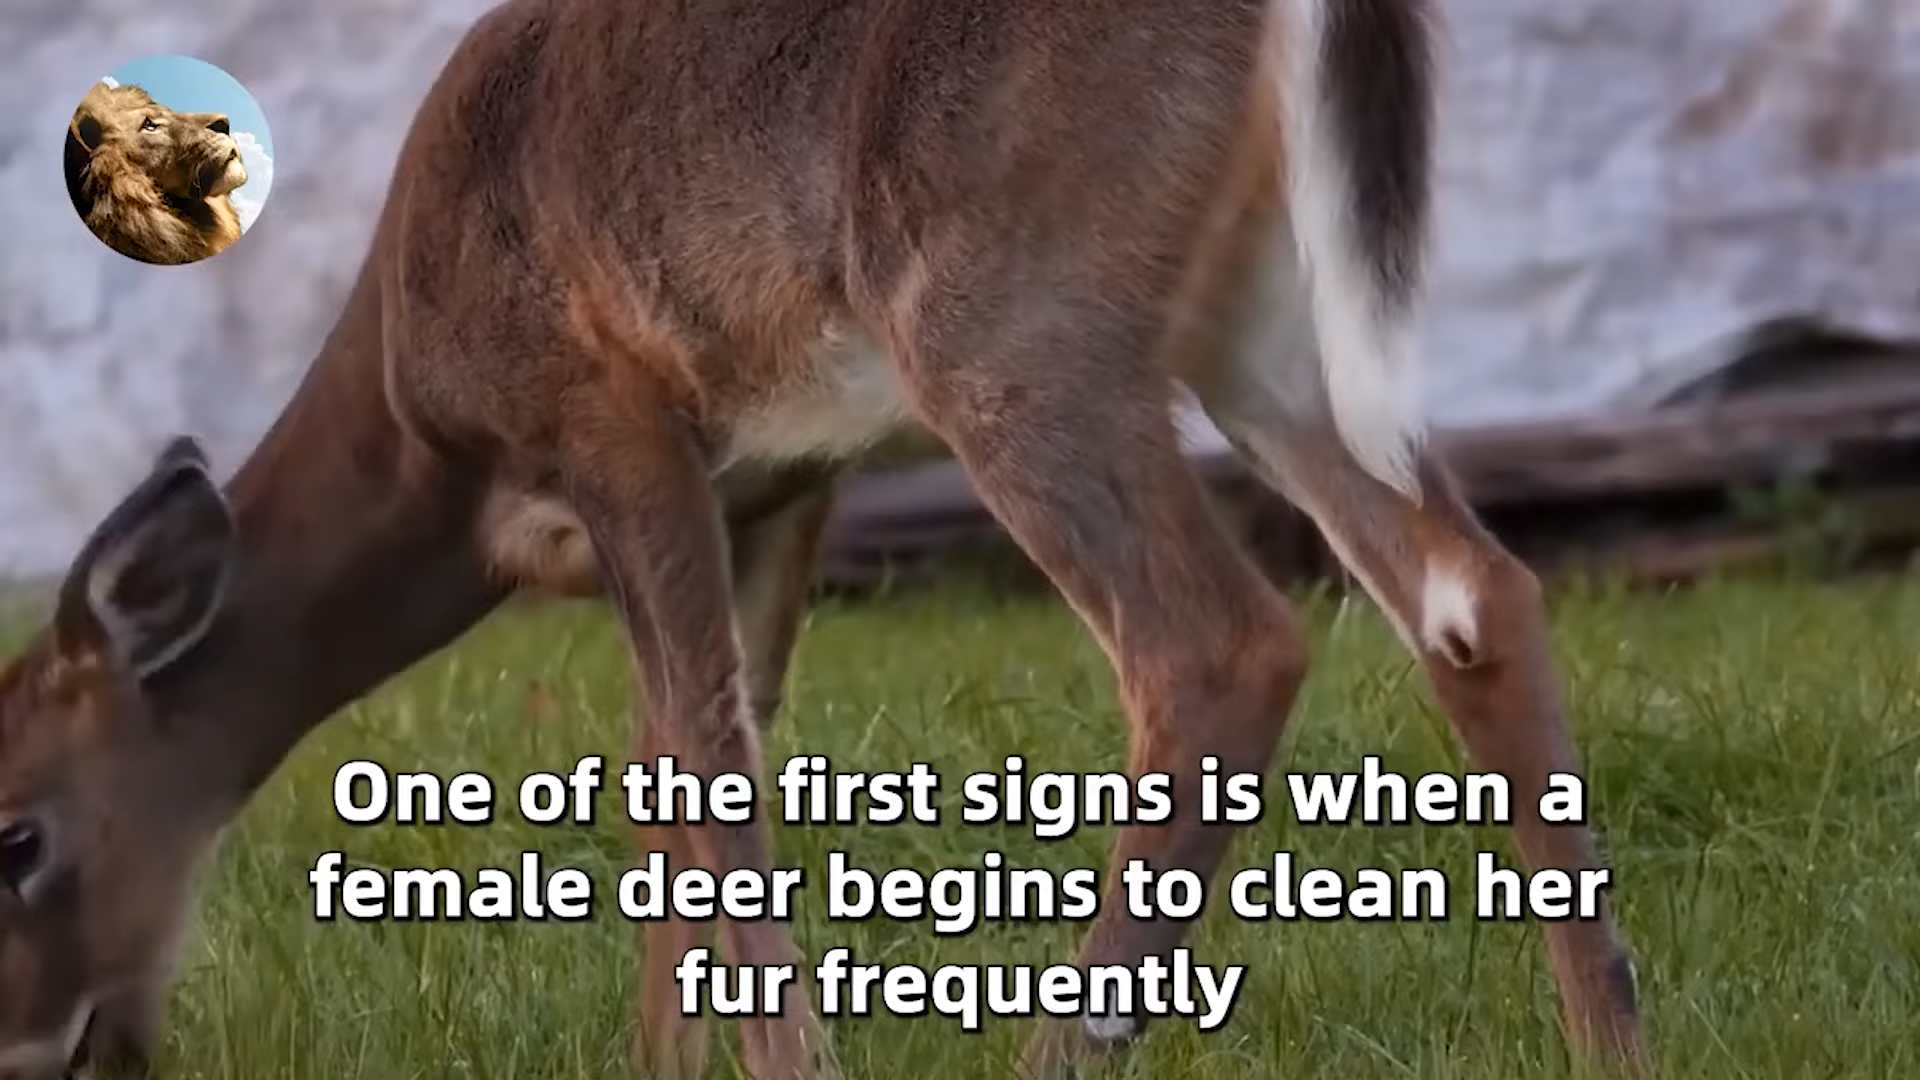 One of the first signs is when a
female deer begins to clean her
fur frequently